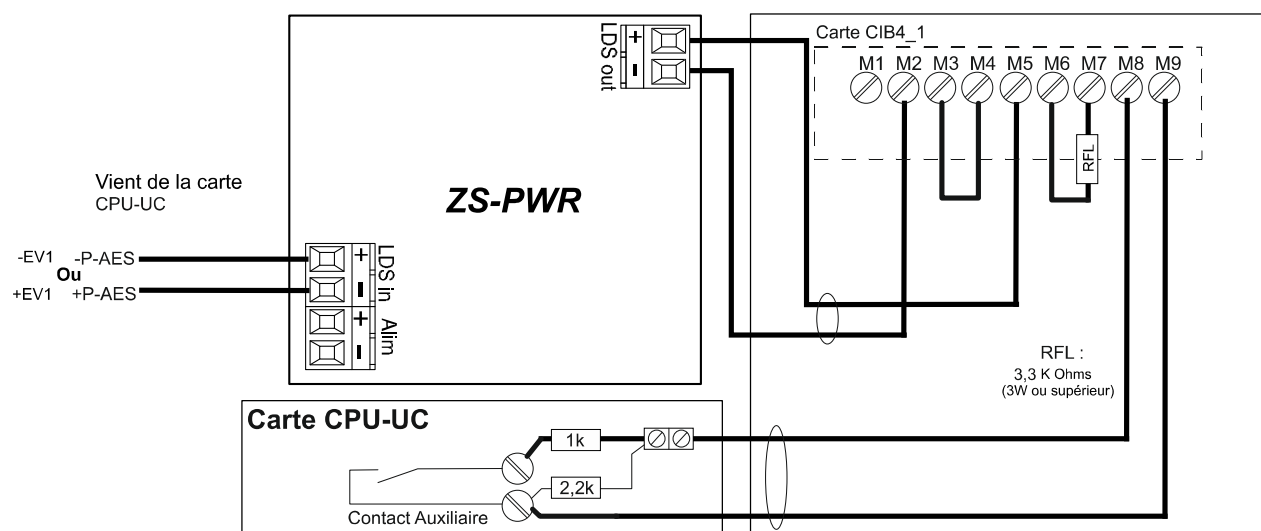 LDS out
+
-
Carte CIB4_1
M1 M2 M3 M4 M5 M6 M7 M8 M9
RFL
Vient de la carte
CPU-UC
ZS-PWR
-EV1 -P-AES
Ou
+EV1 +P-AES
LDS in
+
-
Alim
+
-
RFL :
3,3 K Ohms
(3W ou supérieur)
Carte CPU-UC
1k
2,2k
Contact Auxiliaire